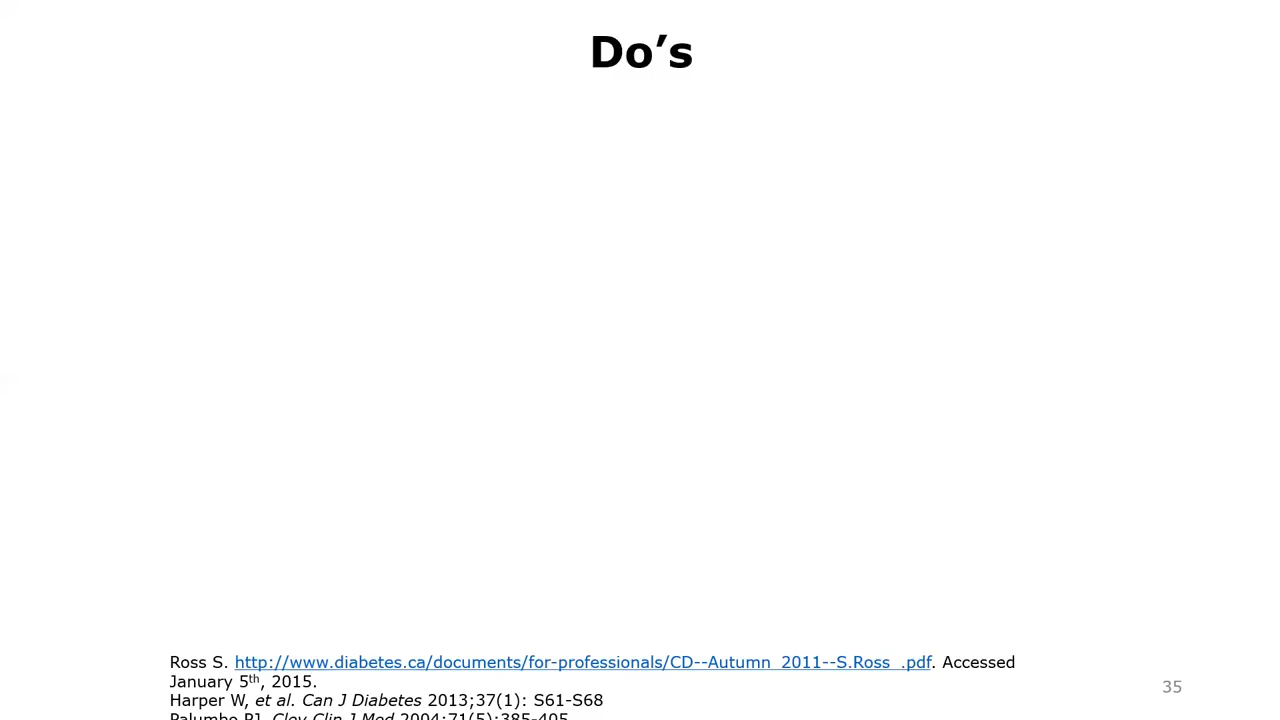 Do’s
Ross S. http://www.diabetes.ca/documents/for-professionals/CD--Autumn_2011--S.Ross_.pdf. Accessed
January 5th, 2015.
35
Harper W, et al. Can J Diabetes 2013;37(1): S61-S68
Palumbo PJ. Clev Clin J Med 2004;71(5):385-405